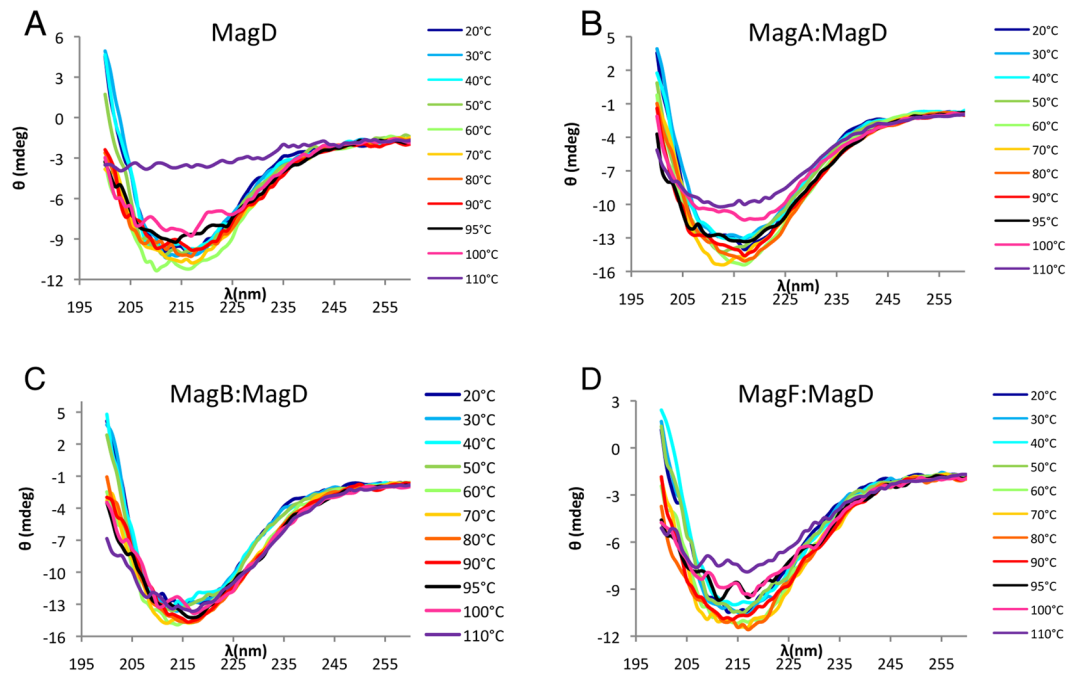 A
MagD
θ (mdeg)
6
3
0
-3
-6
-9
-12
195
205
215
225
235
245
255
λ(nm)
20°C
30°C
40°C
50°C
60°C
70°C
80°C
90°C
95°C
100°C
110°C
B
MagA:MagD
θ (mdeg)
5
2
-1
-4
-7
-10
-13
-16
195
205
215
225
235
245
255
λ(nm)
20°C
30°C
40°C
50°C
60°C
70°C
80°C
90°C
95°C
100°C
110°C
C
MagB:MagD
θ (mdeg)
5
2
-1
-4
-7
-10
-13
-16
195
205
215
225
235
245
255
λ(nm)
20°C
30°C
40°C
50°C
60°C
70°C
80°C
90°C
95°C
100°C
110°C
D
MagF:MagD
θ (mdeg)
3
0
-3
-6
-9
-12
195
205
215
225
235
245
255
λ(nm)
20°C
30°C
40°C
50°C
60°C
70°C
80°C
90°C
95°C
100°C
110°C